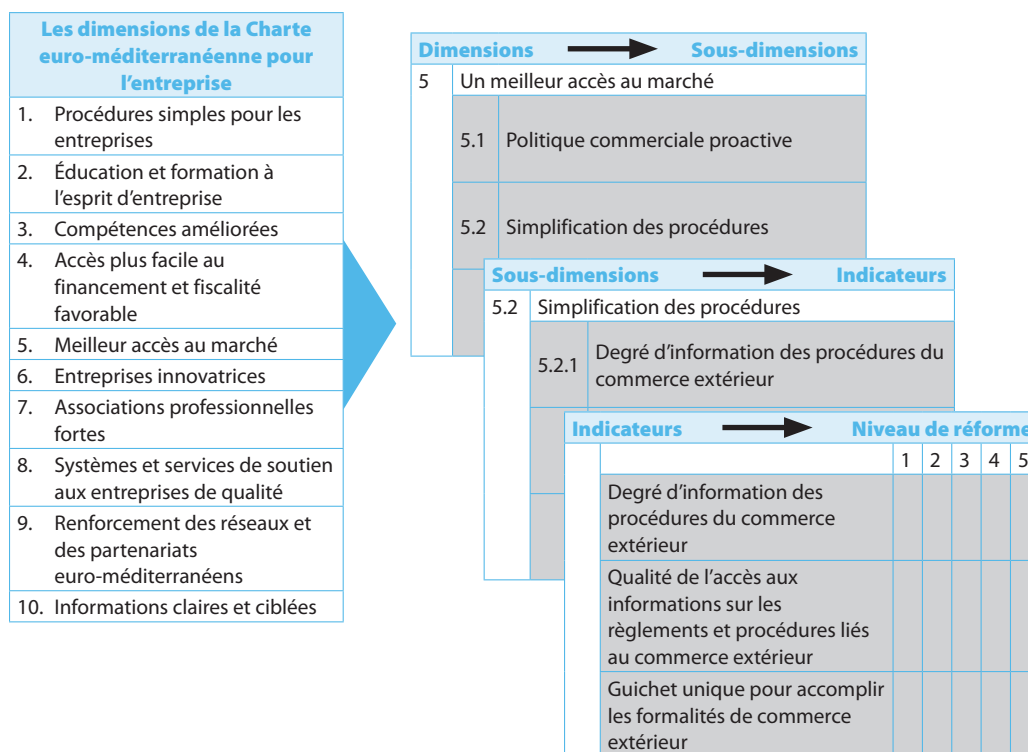 Les dimensions de la Charte
euro-méditerranéenne pour
l'entreprise
1. Procédures simples pour les
entreprises
2. Éducation et formation à
l'esprit d'entreprise
3. Compétences améliorées
4. Accès plus facile au
financement et fiscalité
favorable
5. Meilleur accès au marché
6. Entreprises innovatrices
7. Associations professionnelles
fortes
8. Systèmes et services de soutien
aux entreprises de qualité
9. Renforcement des réseaux et
des partenariats
euro-méditerranéens
10. Informations claires et ciblées
Dimensions Sous-dimensions
5 Un meilleur accès au marché
5.1 Politique commerciale proactive
5.2 Simplification des procédures
Sous-dimensions Indicateurs
5.2 Simplification des procédures
5.2.1 Degré d'information des procédures du
commerce extérieur
Indicateurs Niveau de réforme
1 2 3 4 5
Degré d'information des
procédures du commerce
extérieur
Qualité de l'accès aux
informations sur les
règlements et procédures liés
au commerce extérieur
Guichet unique pour accomplir
les formalités de commerce
extérieur